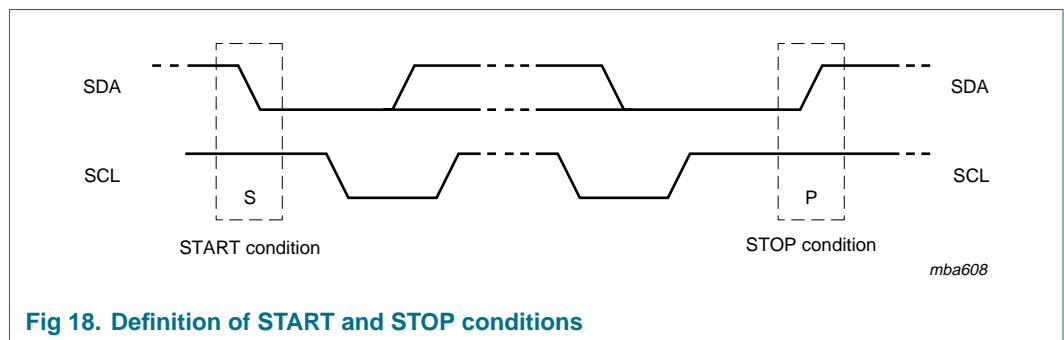 SDA SDA
SCL SCL
S P
START condition STOP condition
mba608
Fig 18. Definition of START and STOP conditions